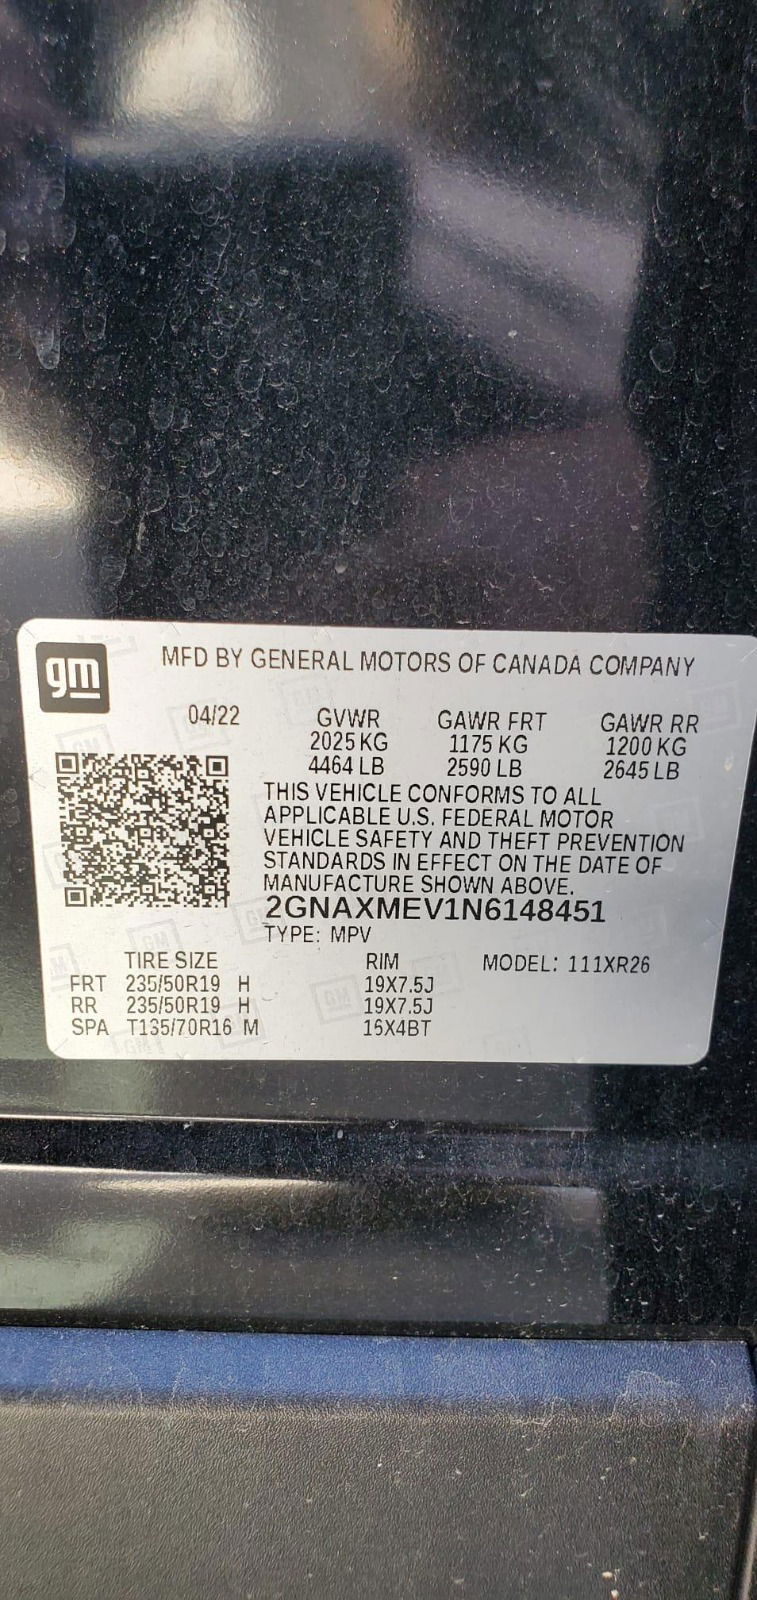 gm
MFD BY GENERAL MOTORS OF CANADA COMPANY
04/22 GVWR GAWR FRT GAWR RR
2025 KG 1175 KG 1200 KG
4464 LB 2590 LB 2645 LB
THIS VEHICLE CONFORMS TO ALL
APPLICABLE U.S. FEDERAL MOTOR
VEHICLE SAFETY AND THEFT PREVENTION
STANDARDS IN EFFECT ON THE DATE OF
MANUFACTURE SHOWN ABOVE.
2GNAXMEV1N6148451
TYPE: MPV
TIRE SIZE RIM MODEL: 111XR26
FRT 235/50R19 H 19X7.5J
RR 235/50R19 H 19X7.5J
SPA T135/70R16 M 16X4BT